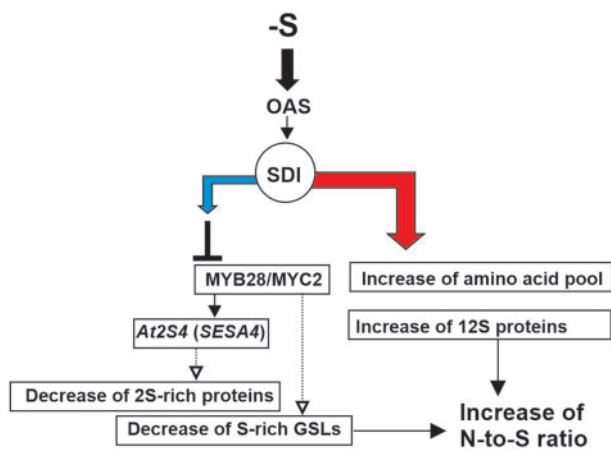 -S
OAS
SDI
MYB28/MYC2
Increase of amino acid pool
At2S4 (SESA4)
Increase of 12S proteins
Decrease of 2S-rich proteins
Decrease of S-rich GSLs
Increase of
N-to-S ratio